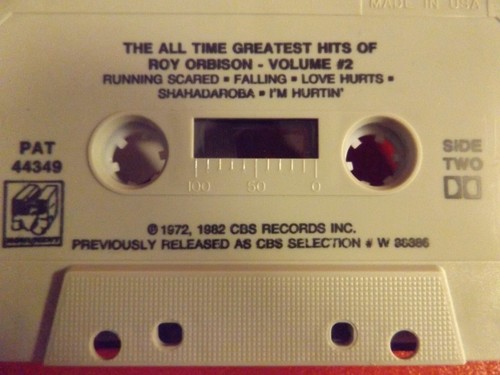 MADE IN USA
THE ALL TIME GREATEST HITS OF
ROY ORBISON - VOLUME #2
RUNNING SCARED ▪ FALLING ▪ LOVE HURTS ▪
SHAHADAROBA ▪ I'M HURTIN'
PAT
44349
SIDE
TWO
100 50 0
℗ 1972, 1982 CBS RECORDS INC.
PREVIOUSLY RELEASED AS CBS SELECTION # W